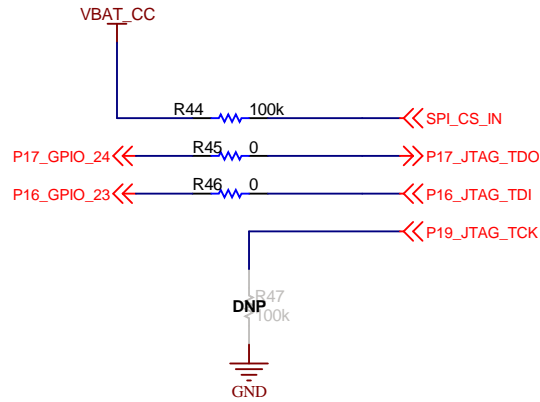 VBAT_CC
R44 100k SPI_CS_IN
P17_GPIO_24 R45 0 P17_JTAG_TDO
P16_GPIO_23 R46 0 P16_JTAG_TDI
P19_JTAG_TCK
R47
DNP
100k
GND